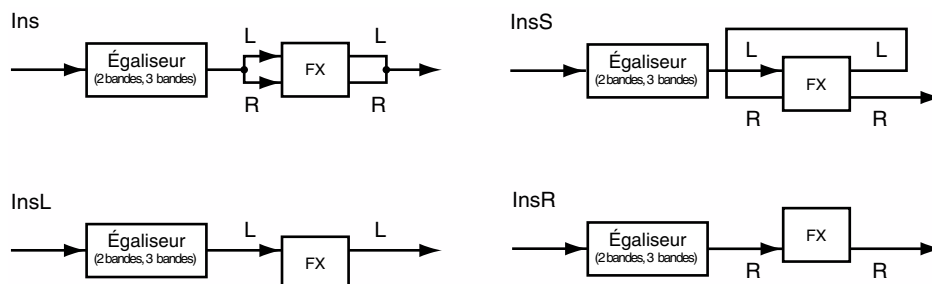 Ins
L
L
Égaliseur
(2 bandes, 3 bandes)
FX
R
R
InsS
L
L
Égaliseur
(2 bandes, 3 bandes)
FX
R
R
InsL
L
L
Égaliseur
(2 bandes, 3 bandes)
FX
InsR
Égaliseur
(2 bandes, 3 bandes)
FX
R
R